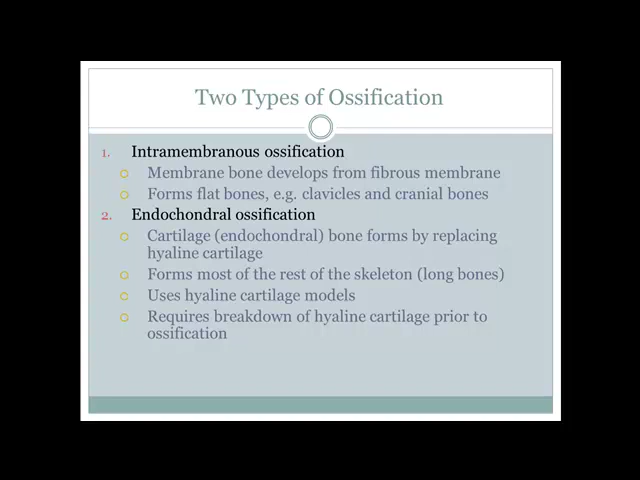 Two Types of Ossification
1. Intramembranous ossification
Membrane bone develops from fibrous membrane
Forms flat bones, e.g. clavicles and cranial bones
2. Endochondral ossification
Cartilage (endochondral) bone forms by replacing
hyaline cartilage
Forms most of the rest of the skeleton (long bones)
Uses hyaline cartilage models
Requires breakdown of hyaline cartilage prior to
ossification